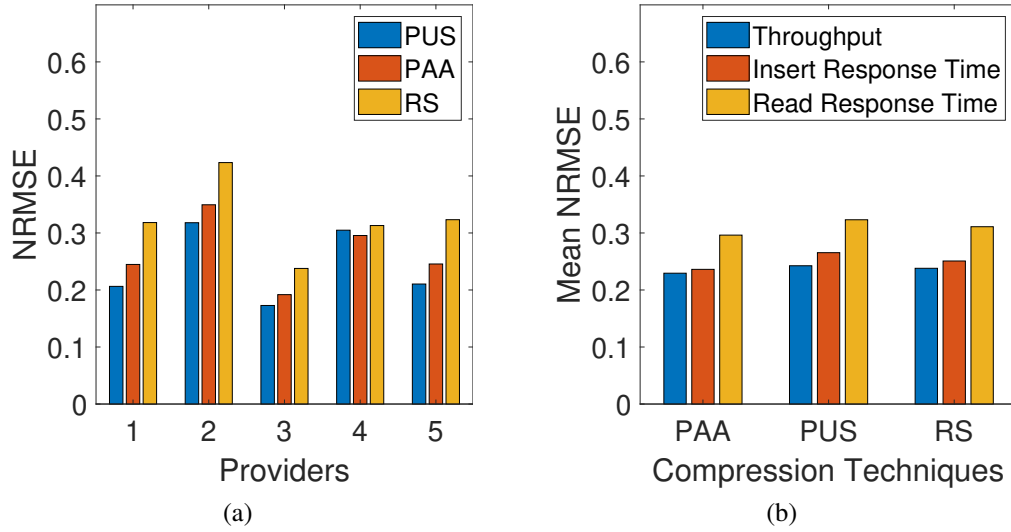 PUS
PAA
RS
NRMSE
0.6
0.5
0.4
0.3
0.2
0.1
0
1 2 3 4 5
Providers
(a)
Throughput
Insert Response Time
Read Response Time
Mean NRMSE
0.6
0.5
0.4
0.3
0.2
0.1
0
PAA PUS RS
Compression Techniques
(b)